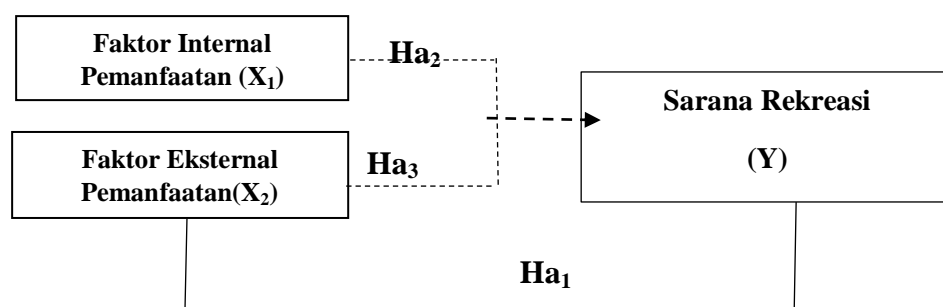 Faktor Internal
Pemanfaatan (X₁)
Ha₂
Sarana Rekreasi
(Y)
Faktor Eksternal
Pemanfaatan(X₂)
Ha₃
Ha₁